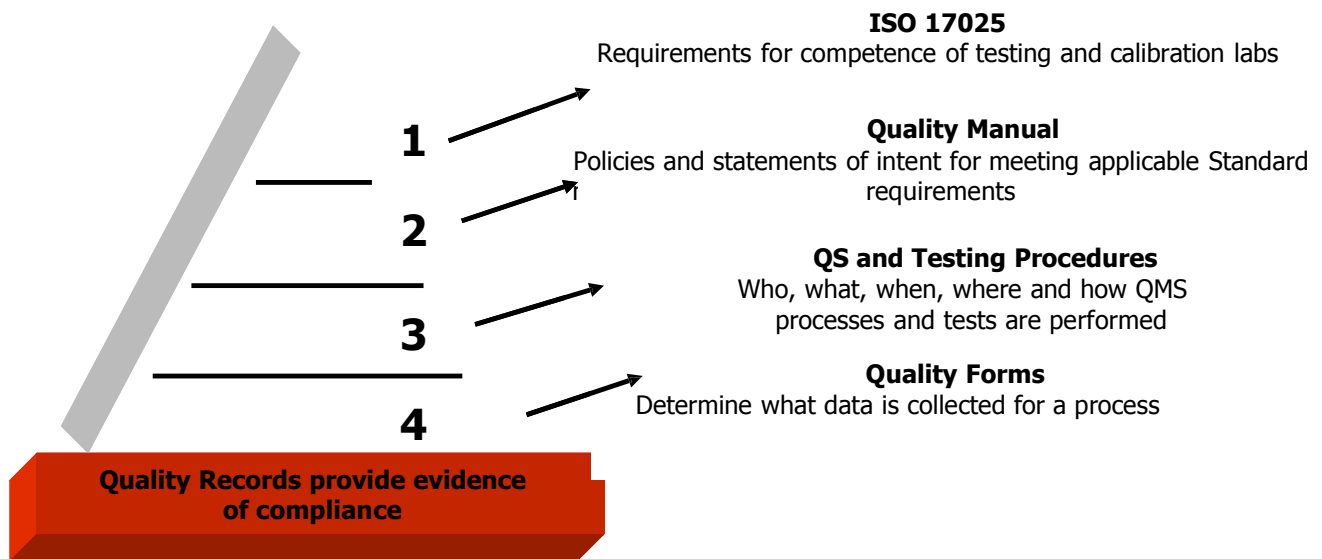 ISO 17025
Requirements for competence of testing and calibration labs
1
Quality Manual
Policies and statements of intent for meeting applicable Standard
r requirements
2
QS and Testing Procedures
Who, what, when, where and how QMS
processes and tests are performed
3
Quality Forms
Determine what data is collected for a process
4
Quality Records provide evidence
of compliance